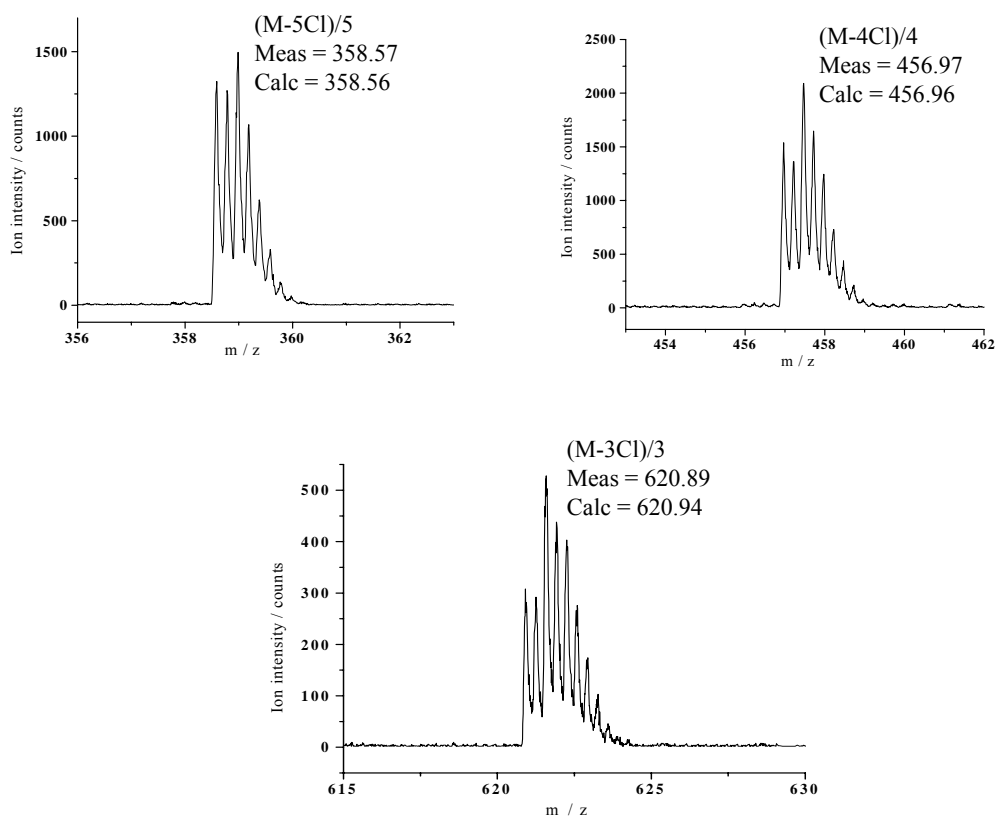 (M-5Cl)/5
Meas = 358.57
Calc = 358.56
Ion intensity / counts
1500
1000
500
0
356 358 360 362
m / z
(M-4Cl)/4
Meas = 456.97
Calc = 456.96
Ion intensity / counts
2500
2000
1500
1000
500
0
454 456 458 460 462
m / z
(M-3Cl)/3
Meas = 620.89
Calc = 620.94
Ion intensity / counts
500
400
300
200
100
0
615 620 625 630
m / z